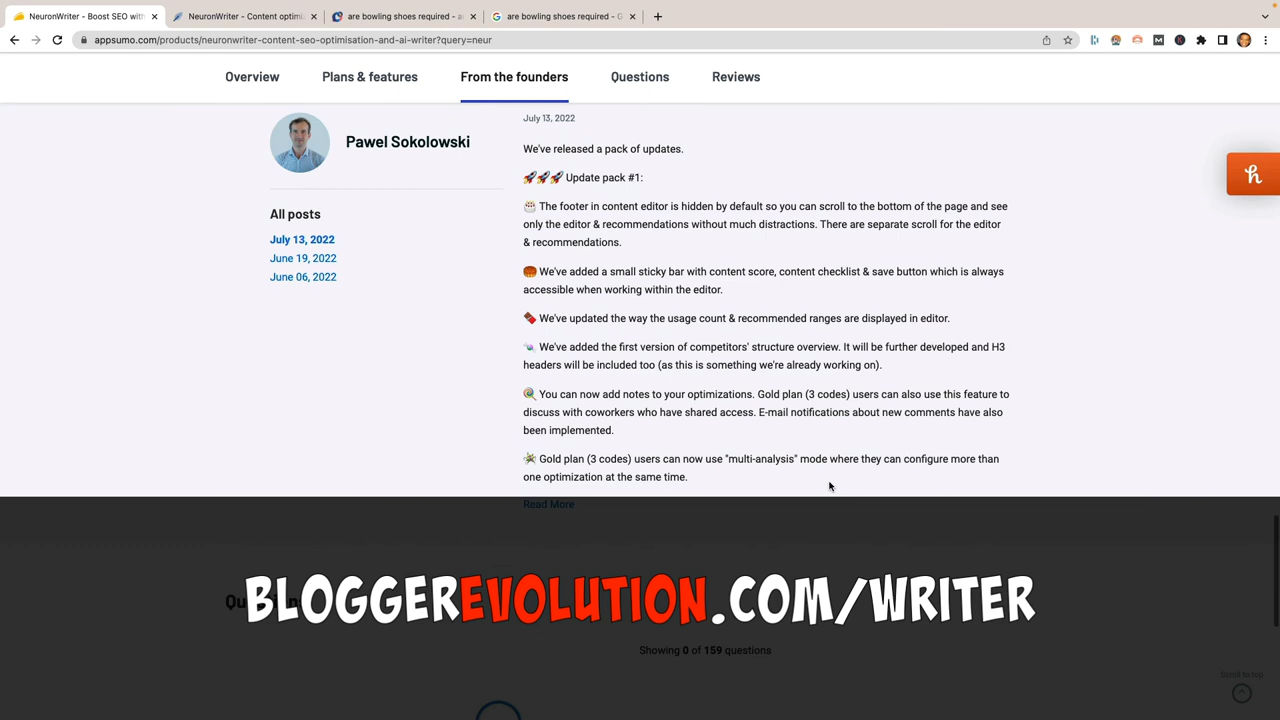 NeuronWriter - Boost SEO with
NeuronWriter - Content optimi
are bowling shoes required - a
are bowling shoes required - G
appsumo.com/products/neuronwriter-content-seo-optimisation-and-ai-writer?query=neur
Overview
Plans & features
From the founders
Questions
Reviews
Pawel Sokolowski
All posts
July 13, 2022
June 19, 2022
June 06, 2022
July 13, 2022
We've released a pack of updates.
🚀🚀🚀 Update pack #1:
The footer in content editor is hidden by default so you can scroll to the bottom of the page and see
only the editor & recommendations without much distractions. There are separate scroll for the editor
& recommendations.
We've added a small sticky bar with content score, content checklist & save button which is always
accessible when working within the editor.
We've updated the way the usage count & recommended ranges are displayed in editor.
We've added the first version of competitors' structure overview. It will be further developed and H3
headers will be included too (as this is something we're already working on).
You can now add notes to your optimizations. Gold plan (3 codes) users can also use this feature to
discuss with coworkers who have shared access. E-mail notifications about new comments have also
been implemented.
Gold plan (3 codes) users can now use "multi-analysis" mode where they can configure more than
one optimization at the same time.
Read More
BLOGGEREVOLUTION.COM/WRITER
Showing 0 of 159 questions
Scroll to top